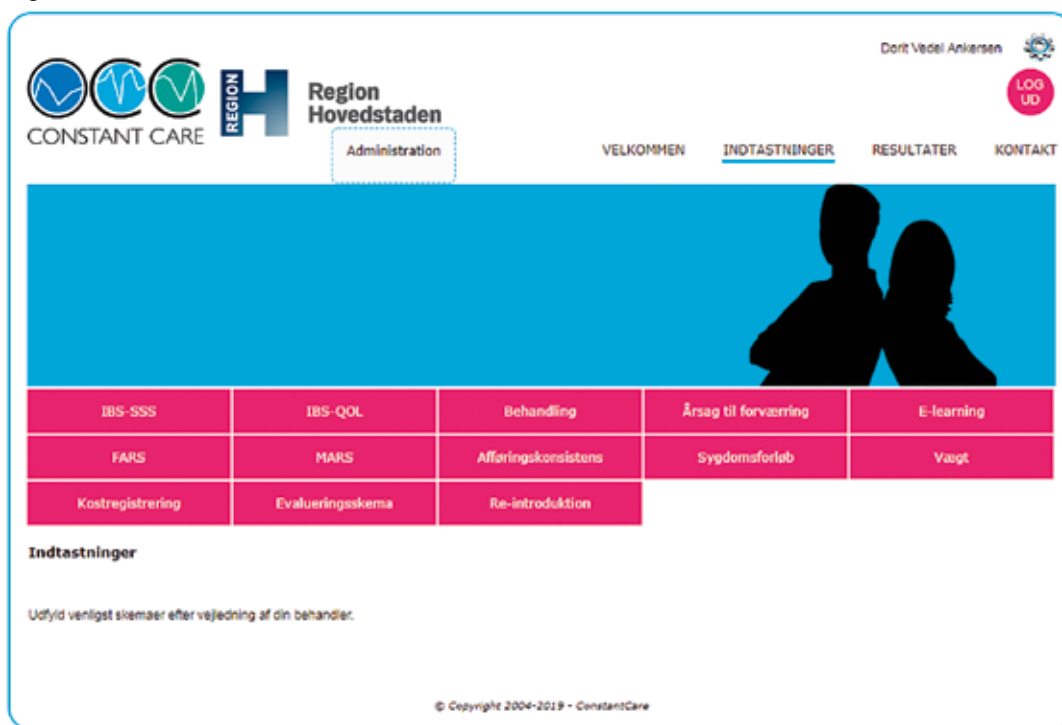 Dorit Vedel Ankersen
LOG
UD
CONSTANT CARE
REGION
Region
Hovedstaden
Administration
VELKOMMEN INDTASTNINGER RESULTATER KONTAKT
IBS-SSS IBS-QOL Behandling Årsag til forværring E-learning
FARS MARS Afføringskonsistens Sygdomsforløb Vægt
Kostregistrering Evalueringsskema Re-introduktion
Indtastninger
Udfyld venligst skemaer efter vejledning af din behandler.
© Copyright 2004-2019 - ConstantCare